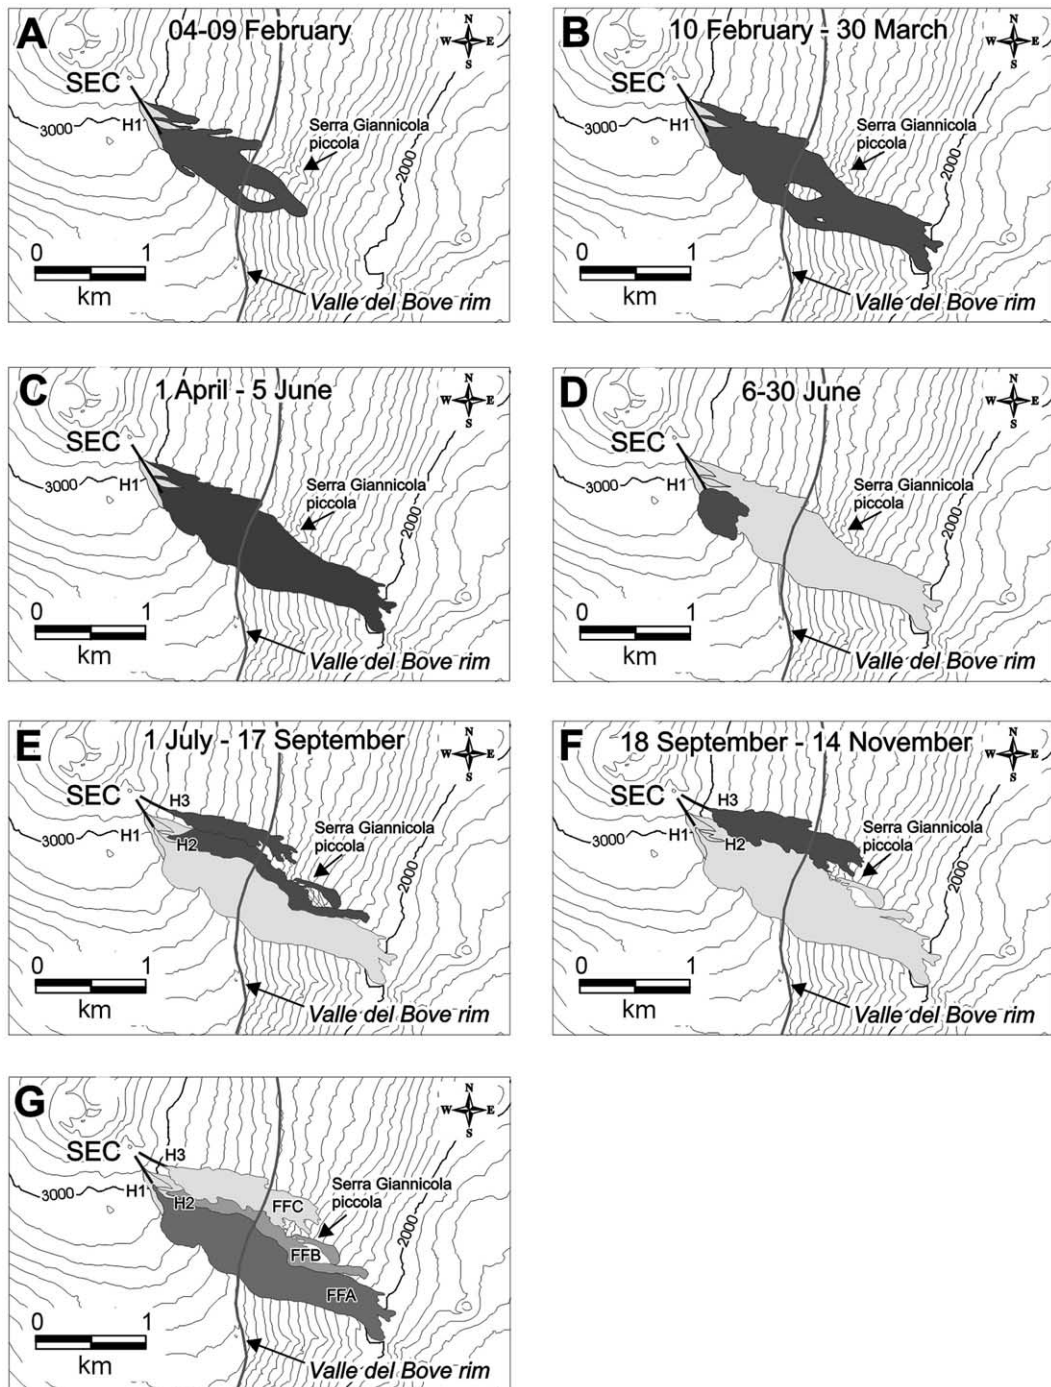 A
04-09 February
N
W E
S
SEC
H1
3000
Serra Giannicola
piccola
2000
0 1
km
Valle del Bove rim
B
10 February - 30 March
N
W E
S
SEC
H1
3000
Serra Giannicola
piccola
2000
0 1
km
Valle del Bove rim
C
1 April - 5 June
N
W E
S
SEC
H1
3000
Serra Giannicola
piccola
2000
0 1
km
Valle del Bove rim
D
6-30 June
N
W E
S
SEC
H1
3000
Serra Giannicola
piccola
2000
0 1
km
Valle del Bove rim
E
1 July - 17 September
N
W E
S
SEC
H3
H1
H2
3000
Serra Giannicola
piccola
2000
0 1
km
Valle del Bove rim
F
18 September - 14 November
N
W E
S
SEC
H3
H1
H2
3000
Serra Giannicola
piccola
2000
0 1
km
Valle del Bove rim
G
N
W E
S
SEC
H3
H1
H2
3000
FFC
Serra Giannicola
piccola
FFB
FFA
2000
0 1
km
Valle del Bove rim